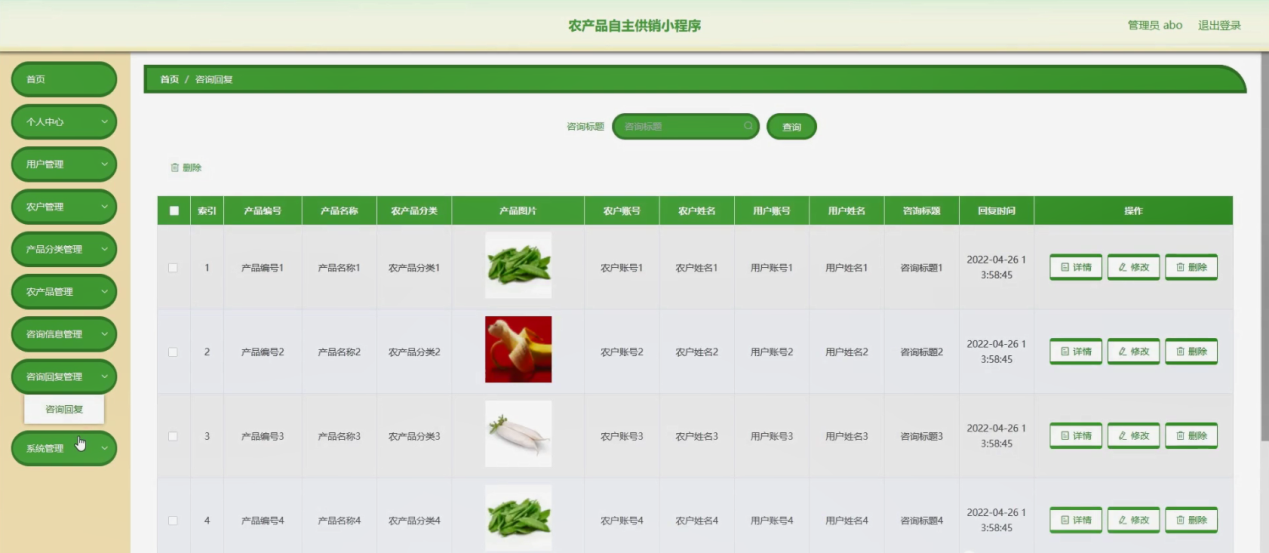 农产品自主供销小程序
管理员 abo 退出登录
首页
个人中心
用户管理
农户管理
产品分类管理
农产品管理
咨询信息管理
咨询回复管理
咨询回复
系统管理
首页 / 咨询回复
咨询标题 咨询标题 查询
删除
索引 产品编号 产品名称 农产品分类 产品图片 农户账号 农户姓名 用户账号 用户姓名 咨询标题 回复时间 操作
1 产品编号1 产品名称1 农产品分类1 农户账号1 农户姓名1 用户账号1 用户姓名1 咨询标题1 2022-04-26 1 详情 修改 删除
3:58:45
2 产品编号2 产品名称2 农产品分类2 农户账号2 农户姓名2 用户账号2 用户姓名2 咨询标题2 2022-04-26 1 详情 修改 删除
3:58:45
3 产品编号3 产品名称3 农产品分类3 农户账号3 农户姓名3 用户账号3 用户姓名3 咨询标题3 2022-04-26 1 详情 修改 删除
3:58:45
4 产品编号4 产品名称4 农产品分类4 农户账号4 农户姓名4 用户账号4 用户姓名4 咨询标题4 2022-04-26 1 详情 修改 删除
3:58:45